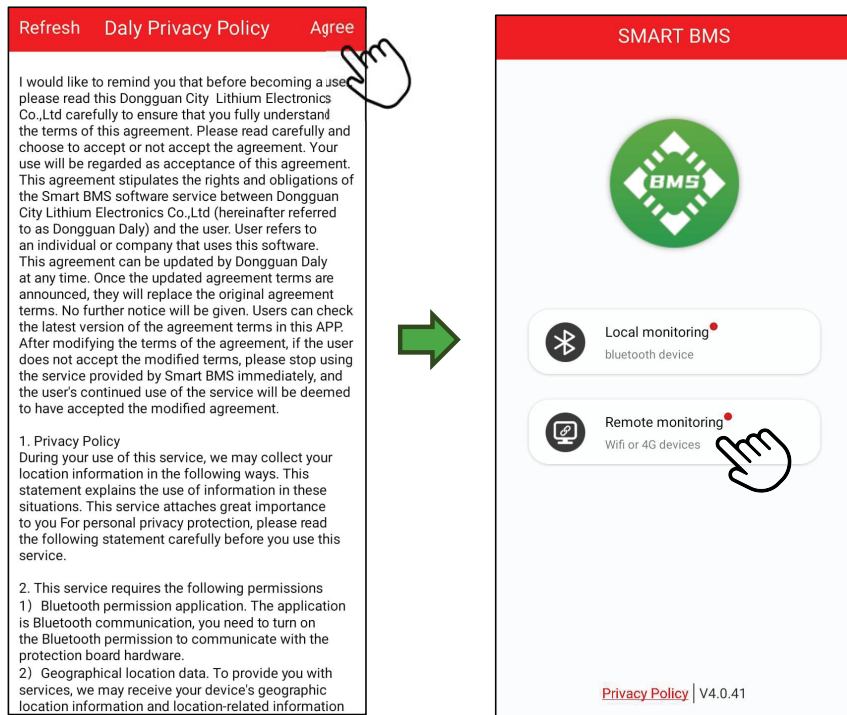 Refresh Daly Privacy Policy Agree
I would like to remind you that before becoming a user,
please read this Dongguan City Lithium Electronics
Co.,Ltd carefully to ensure that you fully understand
the terms of this agreement. Please read carefully and
choose to accept or not accept the agreement. Your
use will be regarded as acceptance of this agreement.
This agreement stipulates the rights and obligations of
the Smart BMS software service between Dongguan
City Lithium Electronics Co.,Ltd (hereinafter referred
to as Dongguan Daly) and the user. User refers to
an individual or company that uses this software.
This agreement can be updated by Dongguan Daly
at any time. Once the updated agreement terms are
announced, they will replace the original agreement
terms. No further notice will be given. Users can check
the latest version of the agreement terms in this APP.
After modifying the terms of the agreement, if the user
does not accept the modified terms, please stop using
the service provided by Smart BMS immediately, and
the user's continued use of the service will be deemed
to have accepted the modified agreement.
1. Privacy Policy
During your use of this service, we may collect your
location information in the following ways. This
statement explains the use of information in these
situations. This service attaches great importance
to you For personal privacy protection, please read
the following statement carefully before you use this
service.
2. This service requires the following permissions
1) Bluetooth permission application. The application
is Bluetooth communication, you need to turn on
the Bluetooth permission to communicate with the
protection board hardware.
2) Geographical location data. To provide you with
services, we may receive your device's geographic
location information and location-related information
SMART BMS
BMS
Local monitoring
bluetooth device
Remote monitoring
Wifi or 4G devices
Privacy Policy | V4.0.41